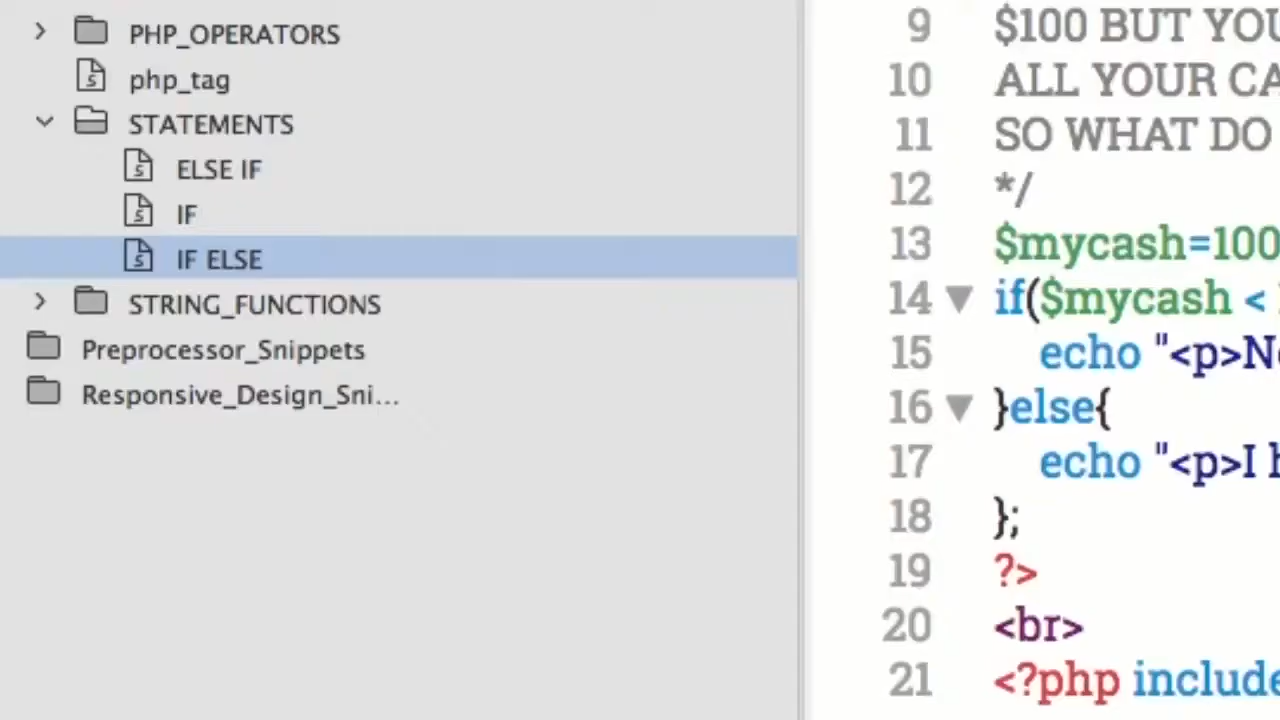 PHP_OPERATORS
php_tag
STATEMENTS
ELSE IF
IF
IF ELSE
STRING_FUNCTIONS
Preprocessor_Snippets
Responsive_Design_Sni...
9 $100 BUT YOU
10 ALL YOUR CA
11 SO WHAT DO
12 */
13 $mycash=100
14 if($mycash <
15 echo "<p>No
16 }else{
17 echo "<p>I h
18 };
19 ?>
20 <br>
21 <?php include